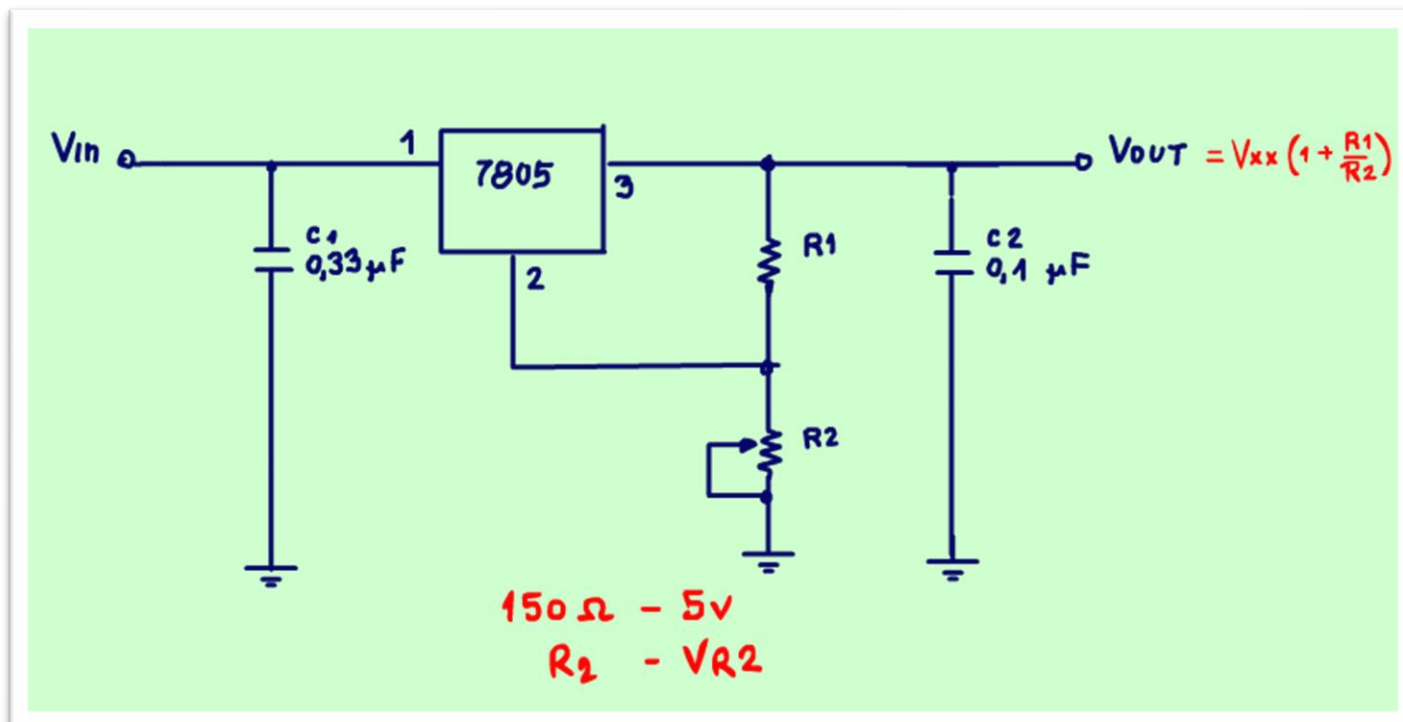 Vin
1
7805
3
VOUT = Vxx (1 + R1/R2)
C1
0,33 µF
2
R1
C2
0,1 µF
R2
150 Ω - 5v
R2 - VR2